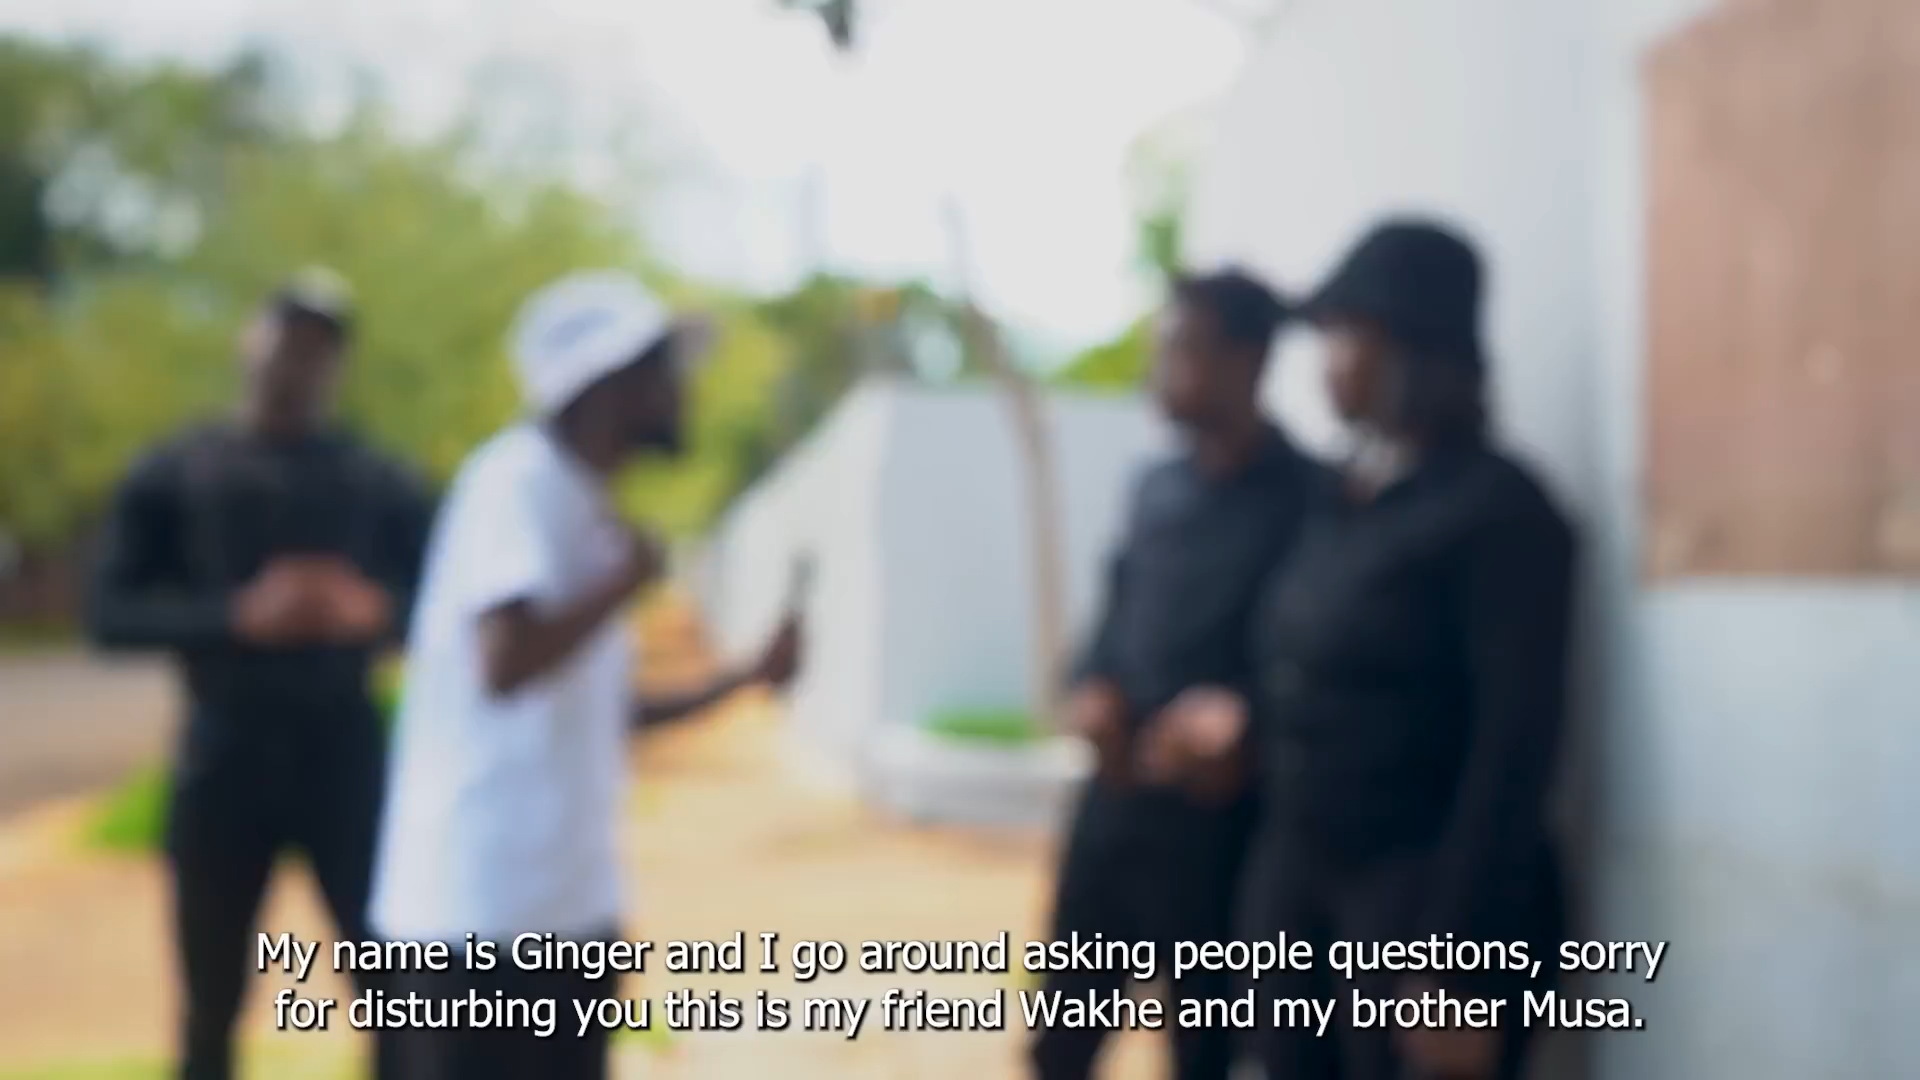 My name is Ginger and I go around asking people questions, sorry
for disturbing you this is my friend Wakhe and my brother Musa.